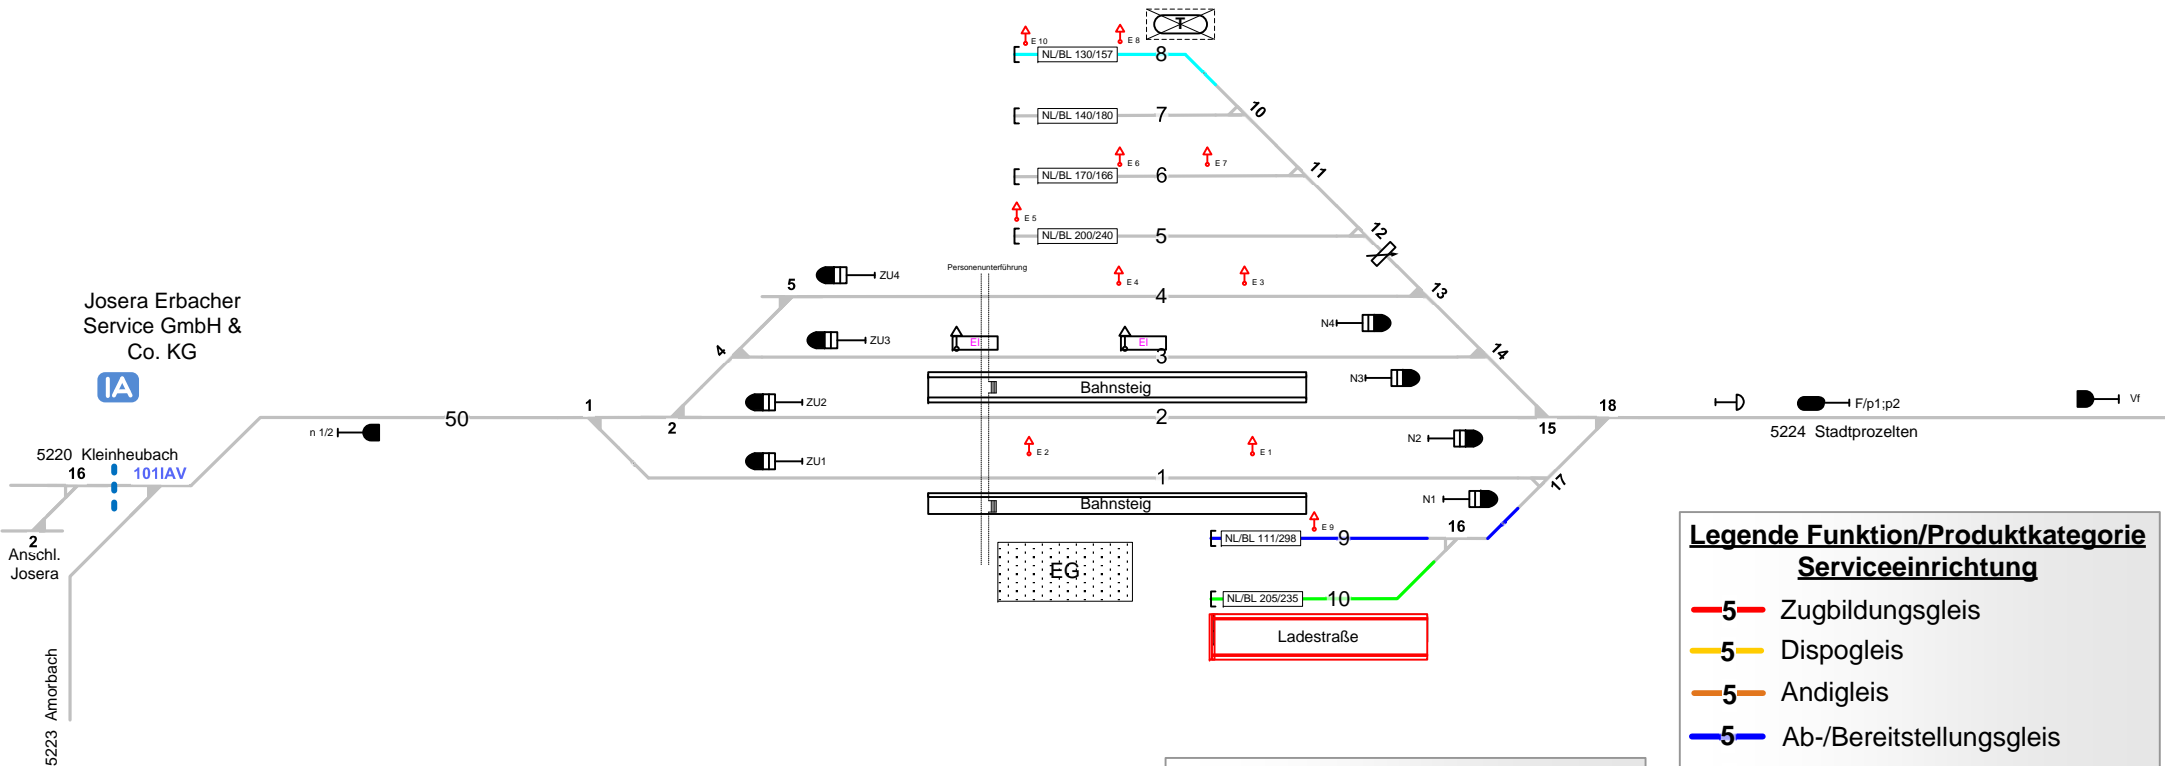 T
E 10
E 8
NL/BL 130/157
8
NL/BL 140/180
7
10
E 6
E 7
NL/BL 170/166
6
11
E 5
NL/BL 200/240
5
12
Personenunterführung
ZU4
5
E 4
E 3
4
13
Josera Erbacher
Service GmbH &
Co. KG
IA
ZU3
4
EI
EI
3
N4
14
Bahnsteig
N3
ZU2
1
50
n 1/2
2
2
15
18
F/p1;p2
Vf
5224 Stadtprozelten
5220 Kleinheubach
16
101IAV
ZU1
E 2
E 1
N2
1
17
Bahnsteig
N1
E 9
16
NL/BL 111/298
9
2
Anschl.
Josera
EG
NL/BL 205/235
10
Ladestraße
5223 Amorbach
Legende Funktion/Produktkategorie
Serviceeinrichtung
5 Zugbildungsgleis
5 Dispogleis
5 Andigleis
5 Ab-/Bereitstellungsgleis